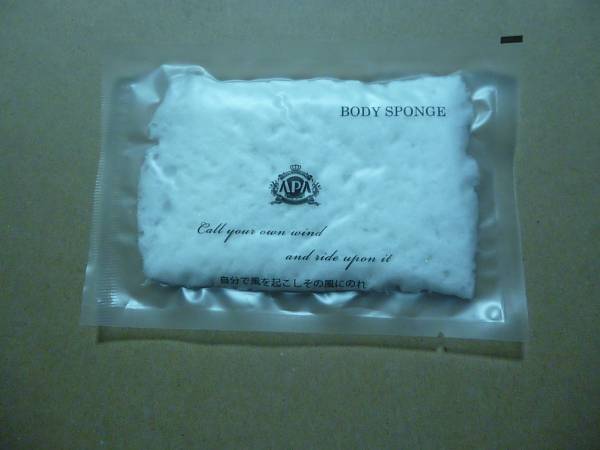 BODY SPONGE
APA
Call your own wind
and ride upon it
自分で風を起こしその風にのれ